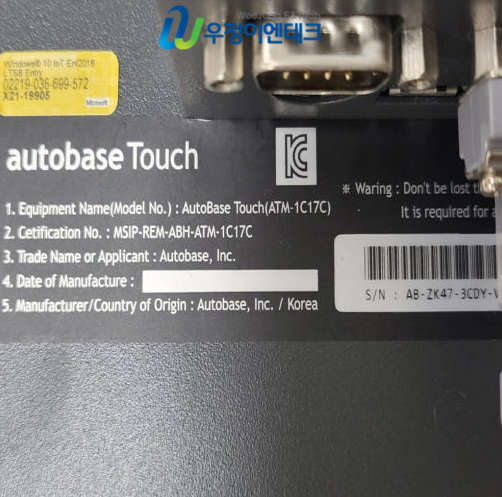 우정이엔테크
Windows® 10 IoT Ent 2016
LTSB Entry
02219-036-699-572
X21-19905
Microsoft
autobase Touch
※ Waring : Don't be lost
It is required for
1. Equipment Name(Model No.) : AutoBase Touch(ATM-1C17C)
2. Cetification No. : MSIP-REM-ABH-ATM-1C17C
3. Trade Name or Applicant : Autobase, Inc.
4. Date of Manufacture :
5. Manufacturer/Country of Origin : Autobase, Inc. / Korea
S/N : AB-ZK47-3CDY-